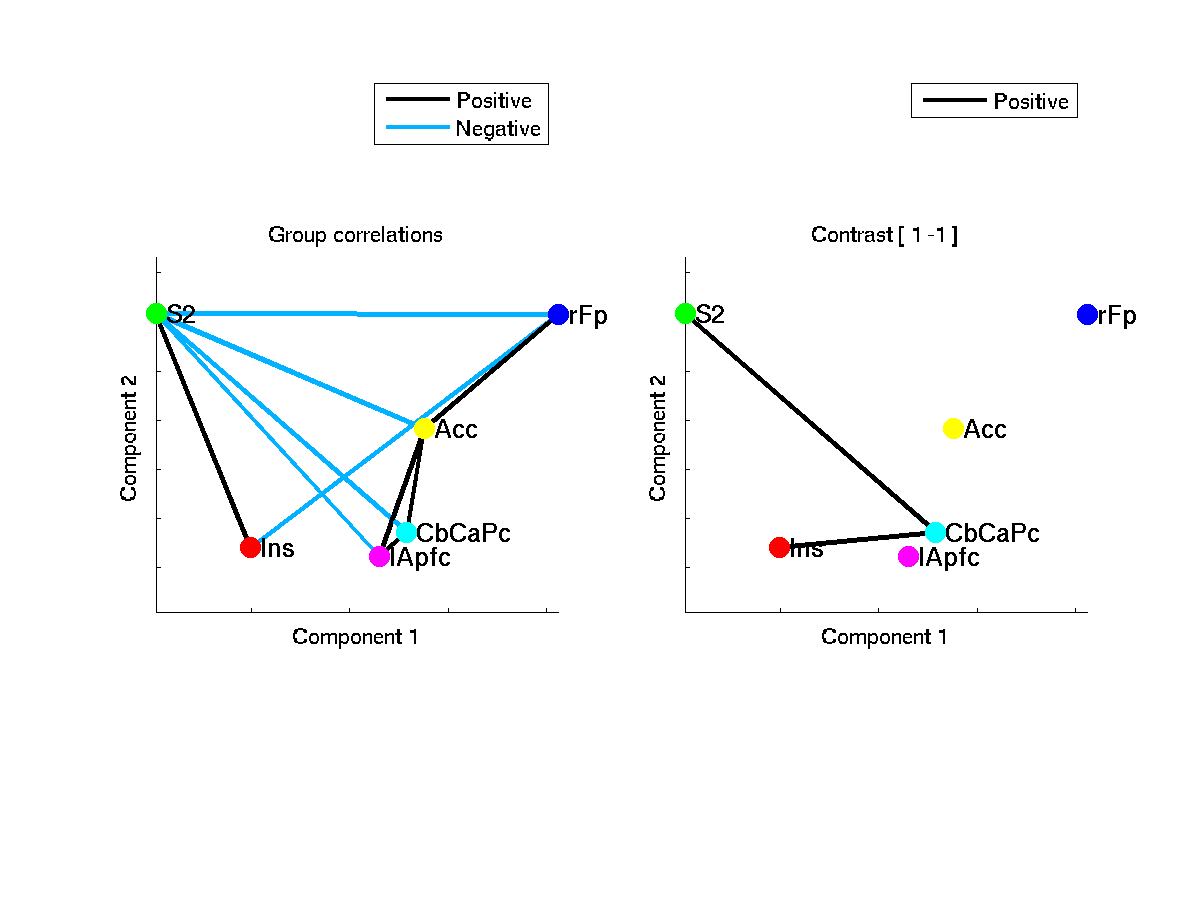 Positive
Negative
Positive
Group correlations
Contrast [ 1 -1 ]
S2
rFp
Acc
Ins
CbCaPc
lApfc
Component 2
Component 1
S2
rFp
Acc
Ins
CbCaPc
lApfc
Component 2
Component 1